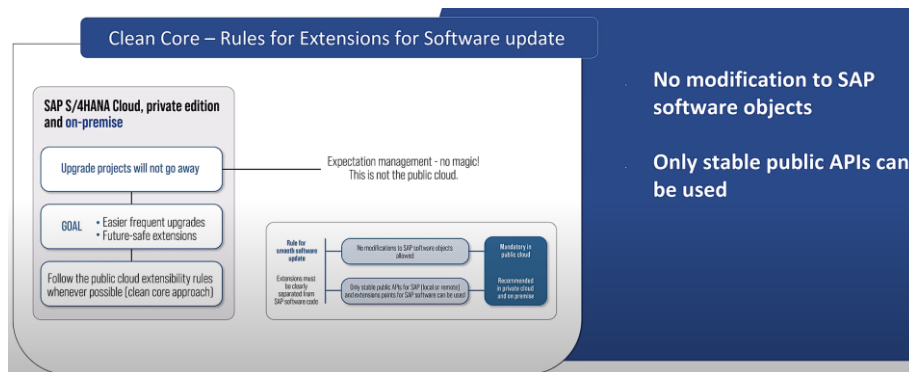 Clean Core – Rules for Extensions for Software update
SAP S/4HANA Cloud, private edition
and on-premise
Upgrade projects will not go away
Expectation management - no magic!
This is not the public cloud.
GOAL
• Easier frequent upgrades
• Future-safe extensions
Follow the public cloud extensibility rules
whenever possible (clean core approach)
Rule for
smooth software
update
No modifications to SAP software objects
allowed
Mandatory in
public cloud
Extensions must
be clearly
separated from
SAP software code
Only stable public APIs for SAP (local or remote)
and extensions points for SAP software can be used
Recommended
in private cloud
and on premise
No modification to SAP
software objects
Only stable public APIs can
be used